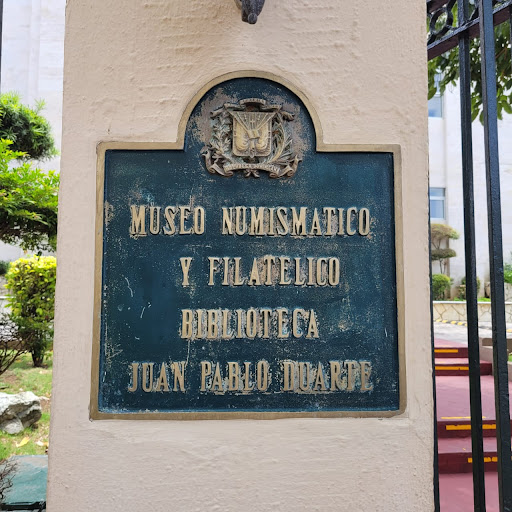 MUSEO NUMISMATICO
Y FILATELICO
BIBLIOTECA
JUAN PABLO DUARTE